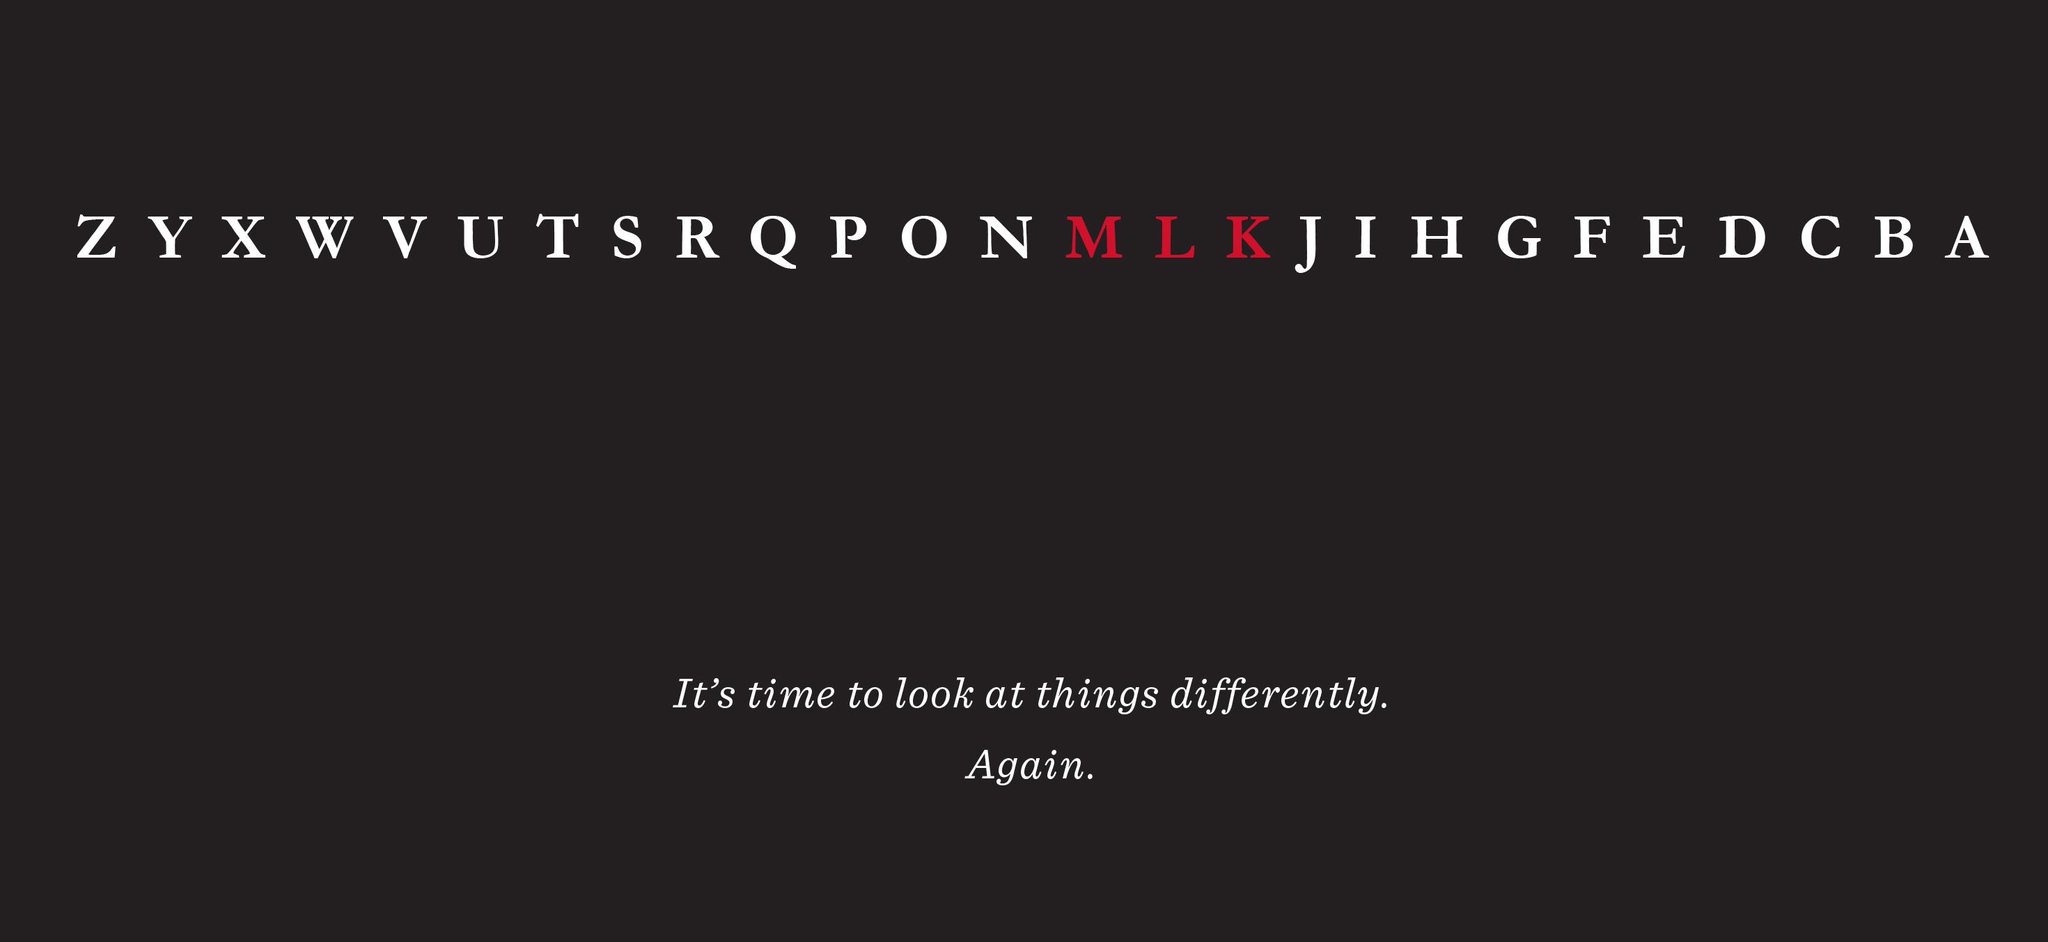 Z Y X W V U T S R Q P O N M L K J I H G F E D C B A
It’s time to look at things differently.
Again.